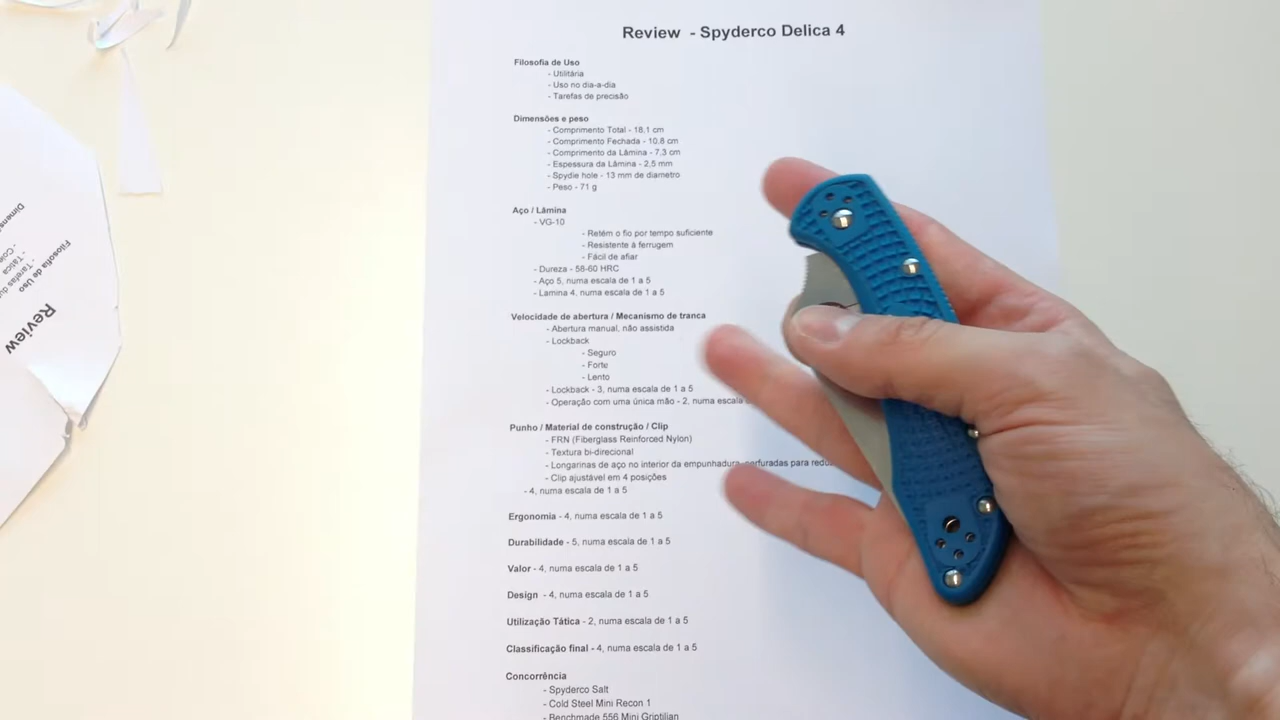 Review - Spyderco Delica 4
Filosofia de Uso
- Utilitária
- Uso no dia-a-dia
- Tarefas de precisão
Dimensões e peso
- Comprimento Total - 18.1 cm
- Comprimento Fechada - 10.8 cm
- Comprimento da Lâmina - 7.3 cm
- Espessura da Lâmina - 2.5 mm
- Spydie hole - 13 mm de diametro
- Peso - 71 g
Aço / Lâmina
- VG-10
- Retém o fio por tempo suficiente
- Resistente à ferrugem
- Fácil de afiar
- Dureza - 58-60 HRC
- Aço 5, numa escala de 1 a 5
- Lamina 4, numa escala de 1 a 5
Velocidade de abertura / Mecanismo de tranca
- Abertura manual, não assistida
- Lockback
- Seguro
- Forte
- Lento
- Lockback - 3, numa escala de 1 a 5
- Operação com uma única mão - 2, numa escala
Punho / Material de construção / Clip
- FRN (Fiberglass Reinforced Nylon)
- Textura bi-direcional
- Longarinas de aço no interior da empunhadura, perfuradas para
- Clip ajustável em 4 posições
- 4, numa escala de 1 a 5
Ergonomia - 4, numa escala de 1 a 5
Durabilidade - 5, numa escala de 1 a 5
Valor - 4, numa escala de 1 a 5
Design - 4, numa escala de 1 a 5
Utilização Tática - 2, numa escala de 1 a 5
Classificação final - 4, numa escala de 1 a 5
Concorrência
- Spyderco Salt
- Cold Steel Mini Recon 1
- Benchmade 556 Mini Griptilian
Review
Filosofia de Uso
- Tática